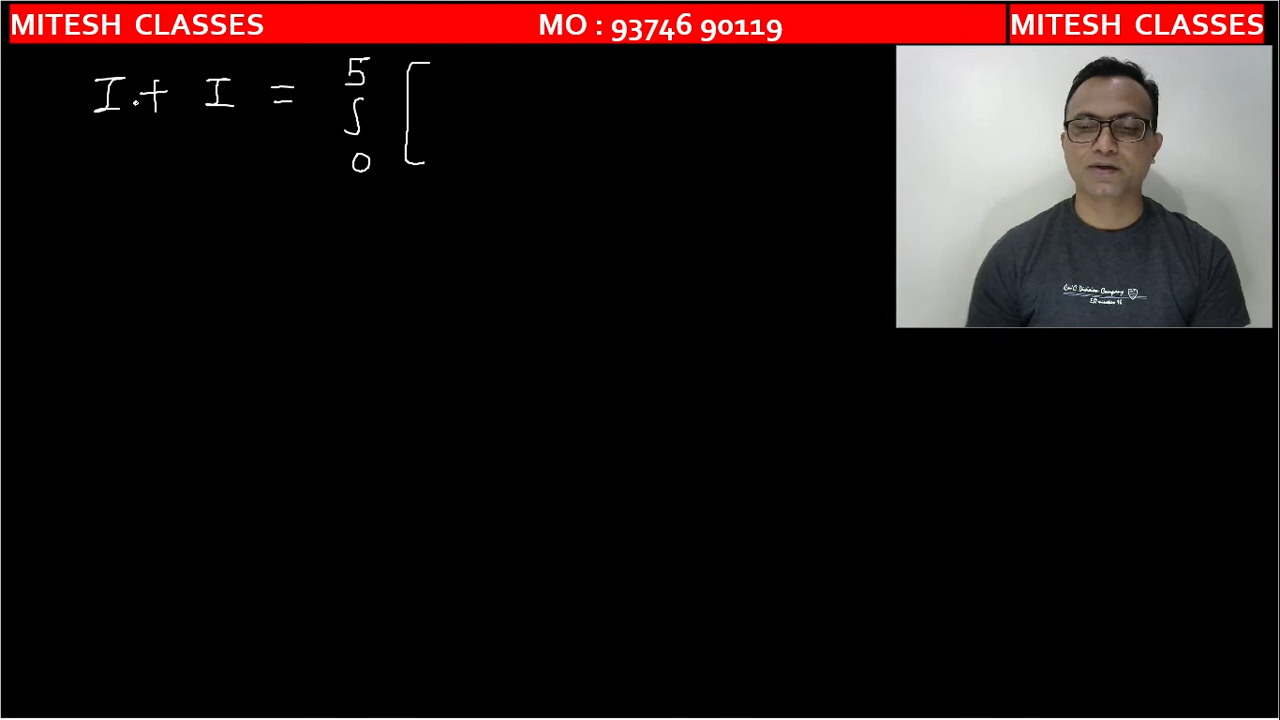 MITESH CLASSES MO : 93746 90119 MITESH CLASSES
I + I = ∫₀⁵ [